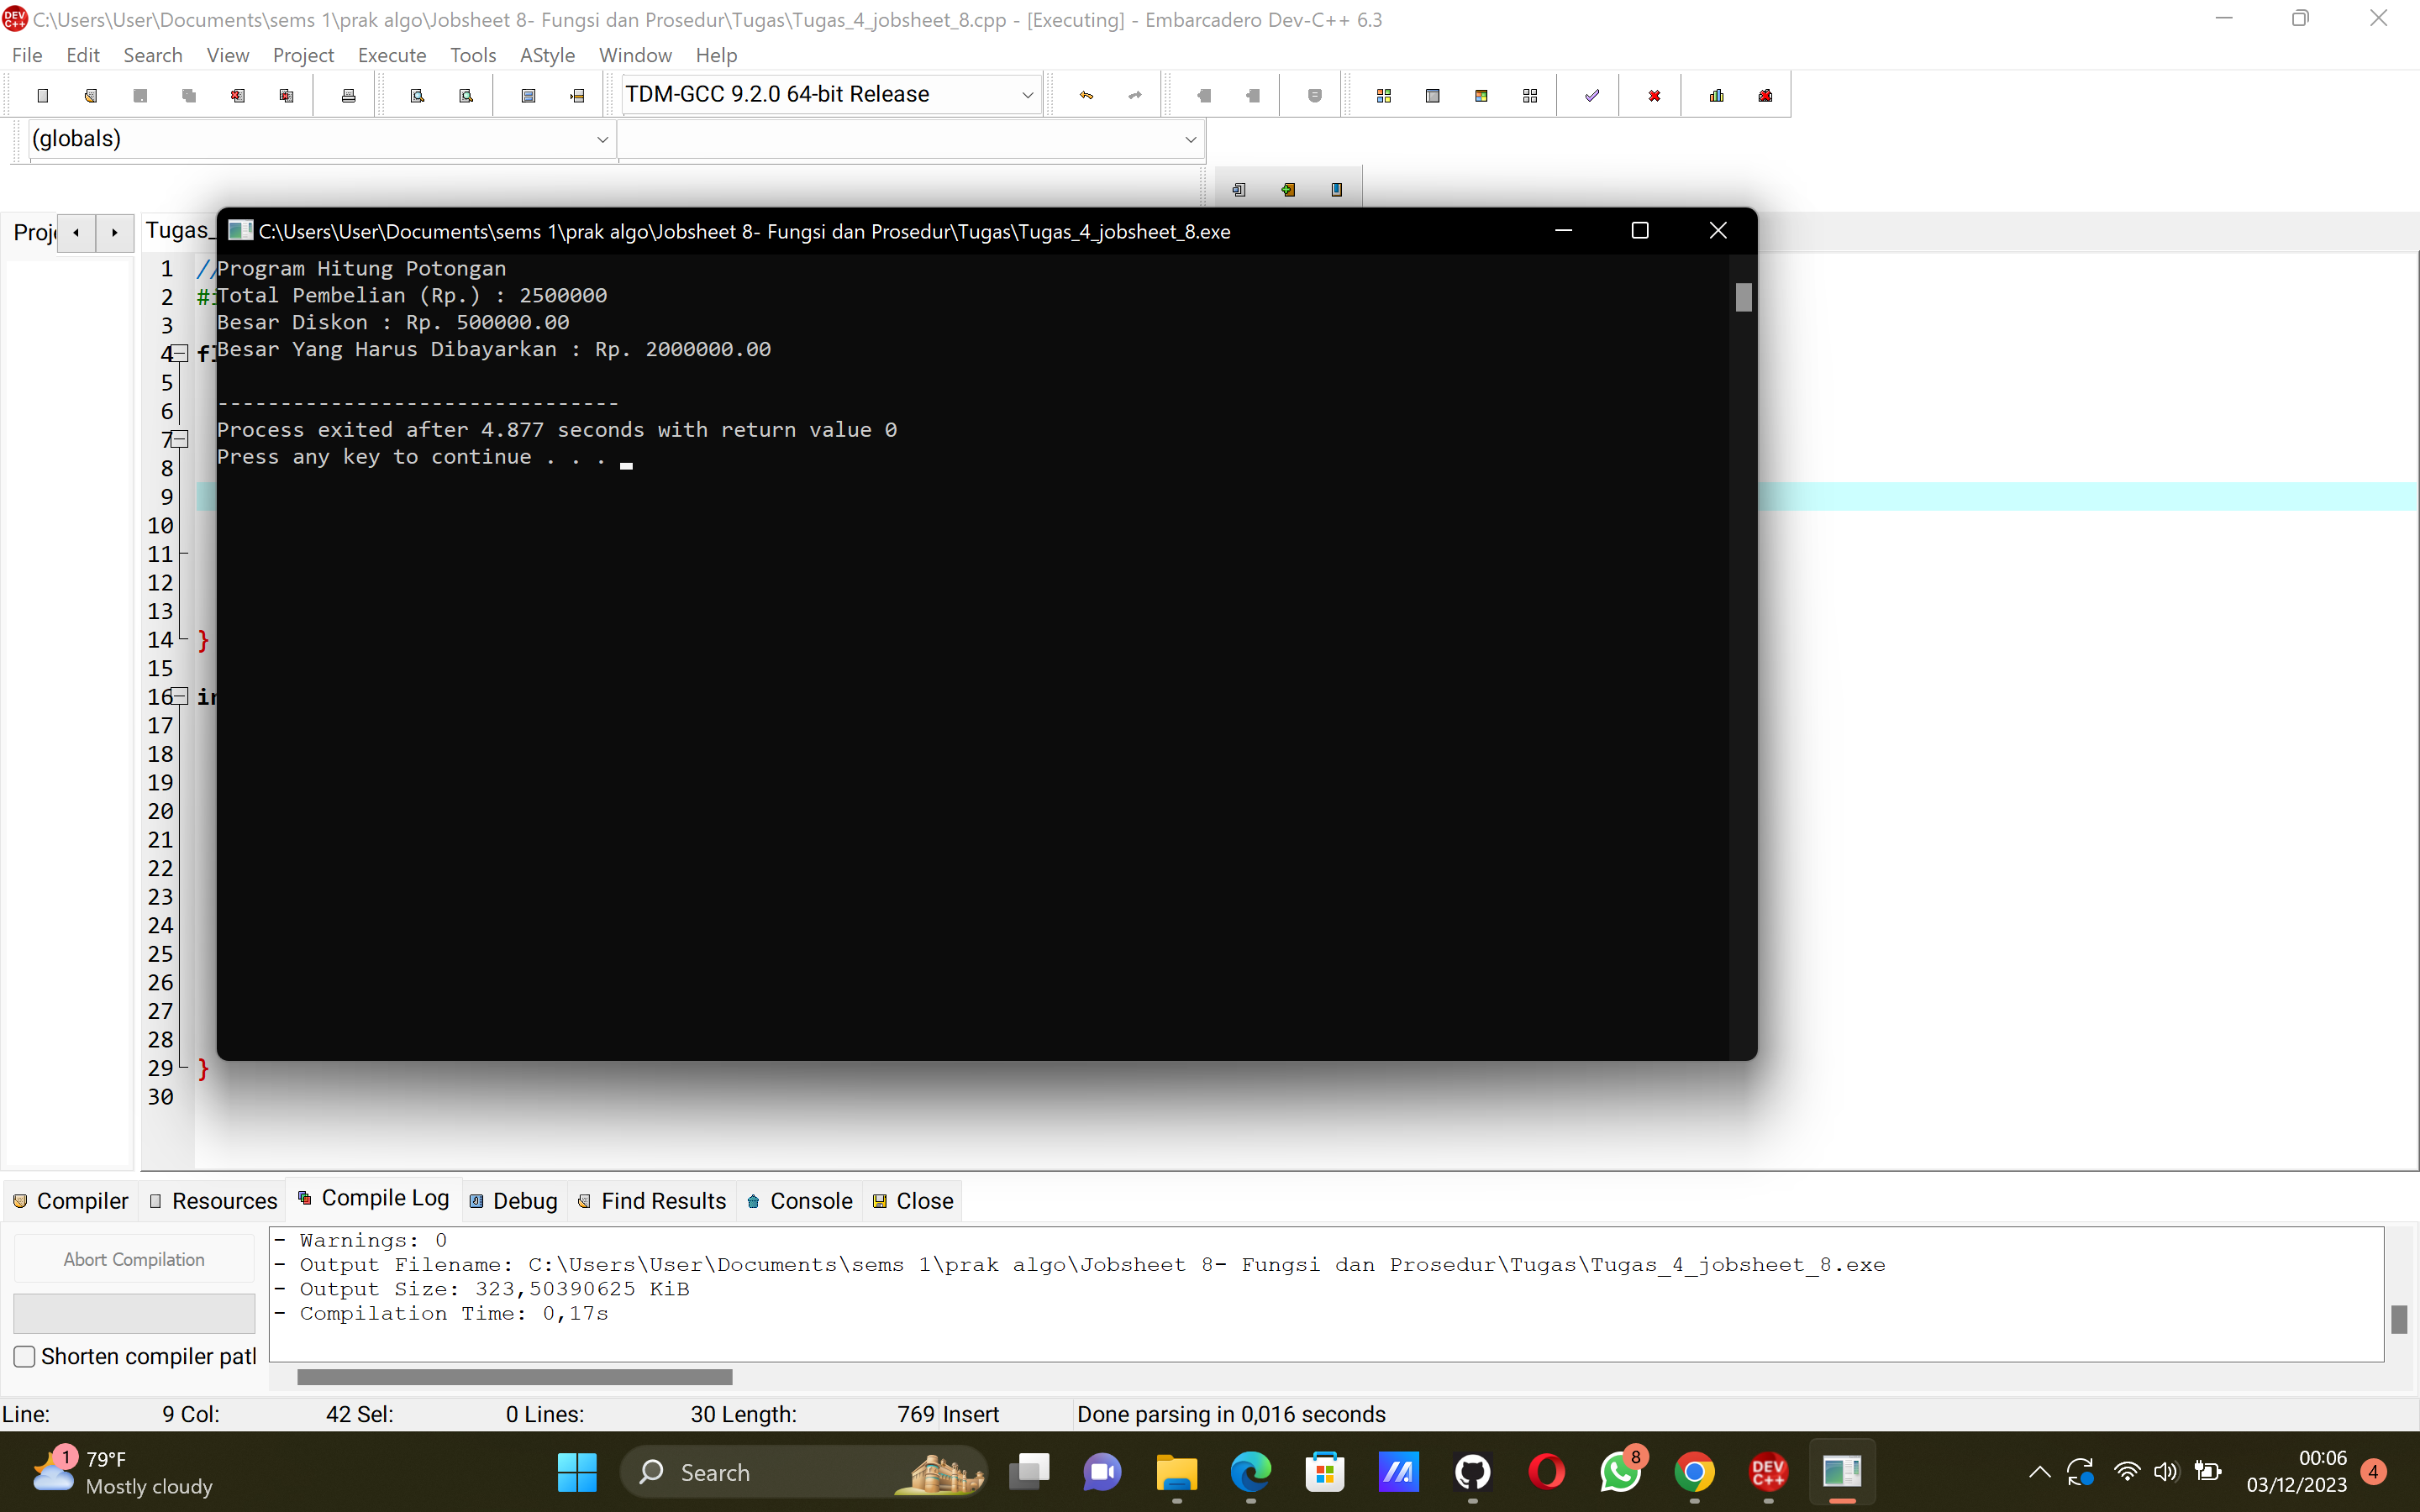 C:\Users\User\Documents\sems 1\prak algo\Jobsheet 8- Fungsi dan Prosedur\Tugas\Tugas_4_jobsheet_8.cpp - [Executing] - Embarcadero Dev-C++ 6.3
File Edit Search View Project Execute Tools AStyle Window Help
TDM-GCC 9.2.0 64-bit Release
(globals)
Proje
Tugas_
C:\Users\User\Documents\sems 1\prak algo\Jobsheet 8- Fungsi dan Prosedur\Tugas\Tugas_4_jobsheet_8.exe
1 //
2 #i
3
4 fl
5
6
7
8
9
10
11
12
13
14 }
15
16 in
17
18
19
20
21
22
23
24
25
26
27
28
29 }
30
Program Hitung Potongan
Total Pembelian (Rp.) : 2500000
Besar Diskon : Rp. 500000.00
Besar Yang Harus Dibayarkan : Rp. 2000000.00
--------------------------------
Process exited after 4.877 seconds with return value 0
Press any key to continue . . .
Compiler Resources Compile Log Debug Find Results Console Close
Abort Compilation
Shorten compiler patl
- Warnings: 0
- Output Filename: C:\Users\User\Documents\sems 1\prak algo\Jobsheet 8- Fungsi dan Prosedur\Tugas\Tugas_4_jobsheet_8.exe
- Output Size: 323,50390625 KiB
- Compilation Time: 0,17s
Line: 9 Col: 42 Sel: 0 Lines: 30 Length: 769 Insert Done parsing in 0,016 seconds
1
79°F
Mostly cloudy
Search
8
DEV C++
00:06
03/12/2023
4